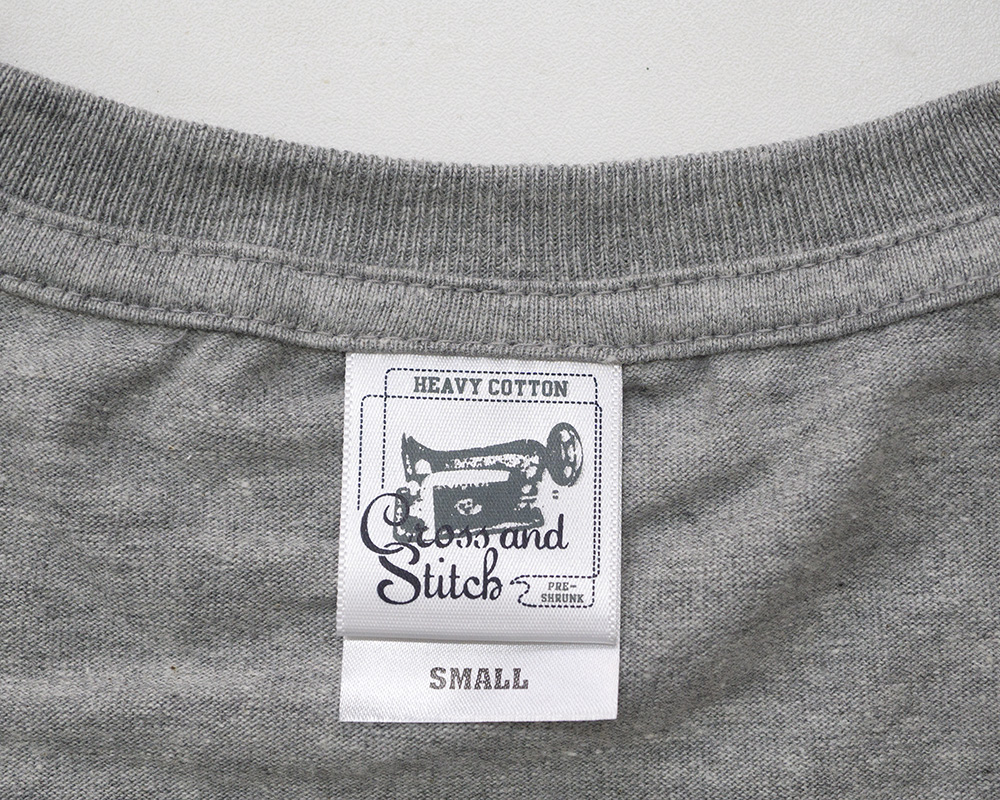 HEAVY COTTON
Cross and
Stitch
PRE-
SHRUNK
SMALL